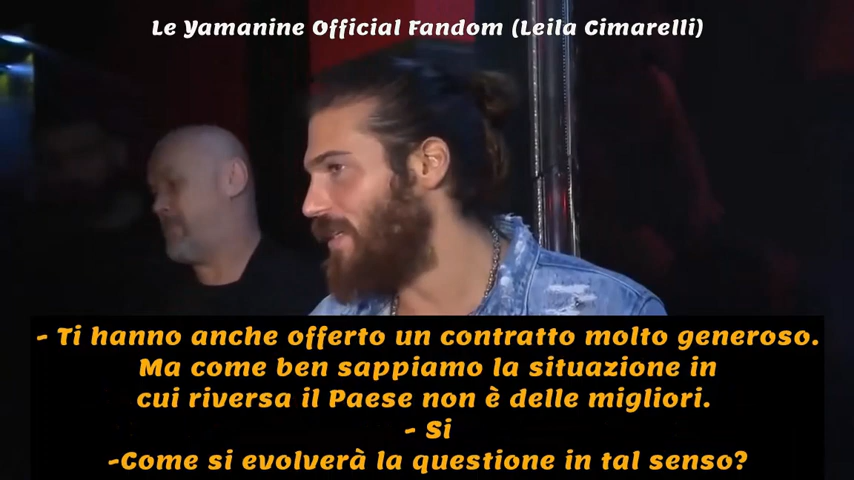 Le Yamanine Official Fandom (Leila Cimarelli)
- Ti hanno anche offerto un contratto molto generoso.
Ma come ben sappiamo la situazione in
cui riversa il Paese non è delle migliori.
- Si
-Come si evolverà la questione in tal senso?